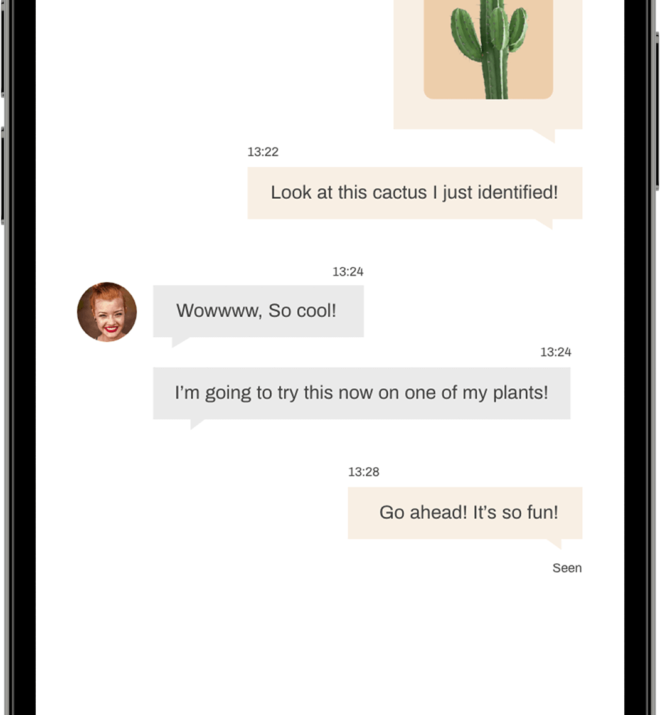 13:22
Look at this cactus I just identified!
13:24
Wowwww, So cool!
13:24
I’m going to try this now on one of my plants!
13:28
Go ahead! It’s so fun!
Seen